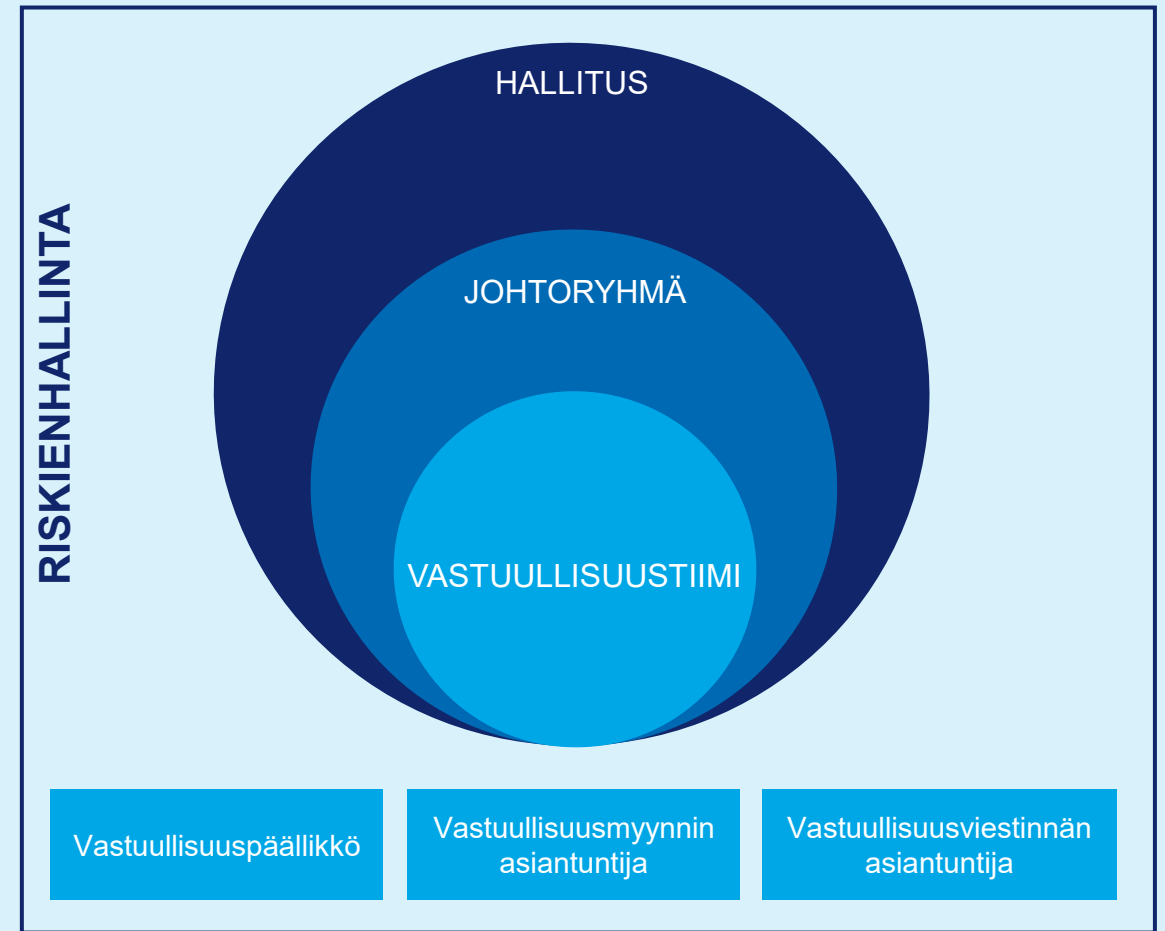 RISKIENHALLINTA
HALLITUS
JOHTORYHMÄ
VASTUULLISUUSTIIMI
Vastuullisuuspäällikkö
Vastuullisuusmyynnin
asiantuntija
Vastuullisuusviestinnän
asiantuntija